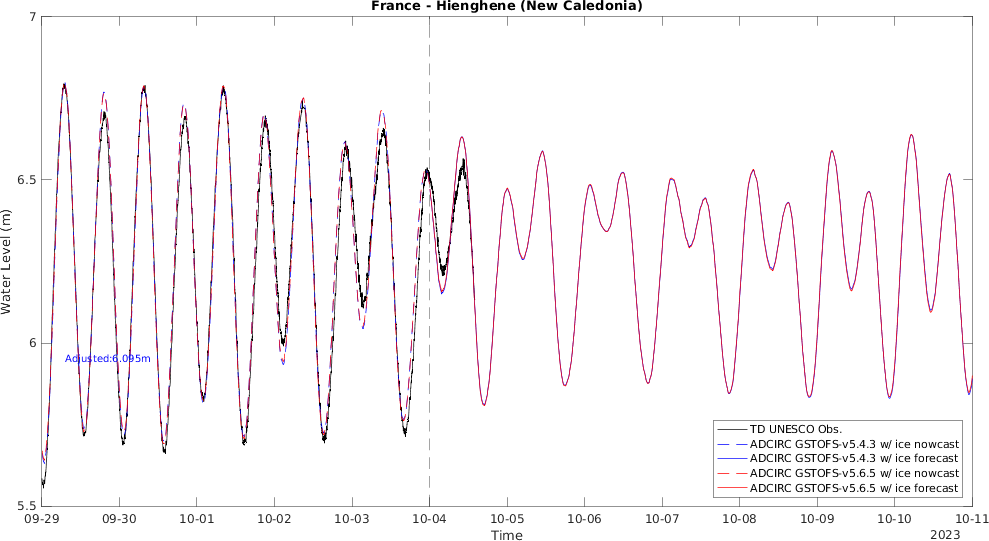 France - Hienghene (New Caledonia)
7
6.5
6
5.5
Water Level (m)
Adjusted:6.095m
TD UNESCO Obs.
ADCIRC GSTOFS-v5.4.3 w/ ice nowcast
ADCIRC GSTOFS-v5.4.3 w/ ice forecast
ADCIRC GSTOFS-v5.6.5 w/ ice nowcast
ADCIRC GSTOFS-v5.6.5 w/ ice forecast
09-29 09-30 10-01 10-02 10-03 10-04 10-05 10-06 10-07 10-08 10-09 10-10 10-11
Time
2023